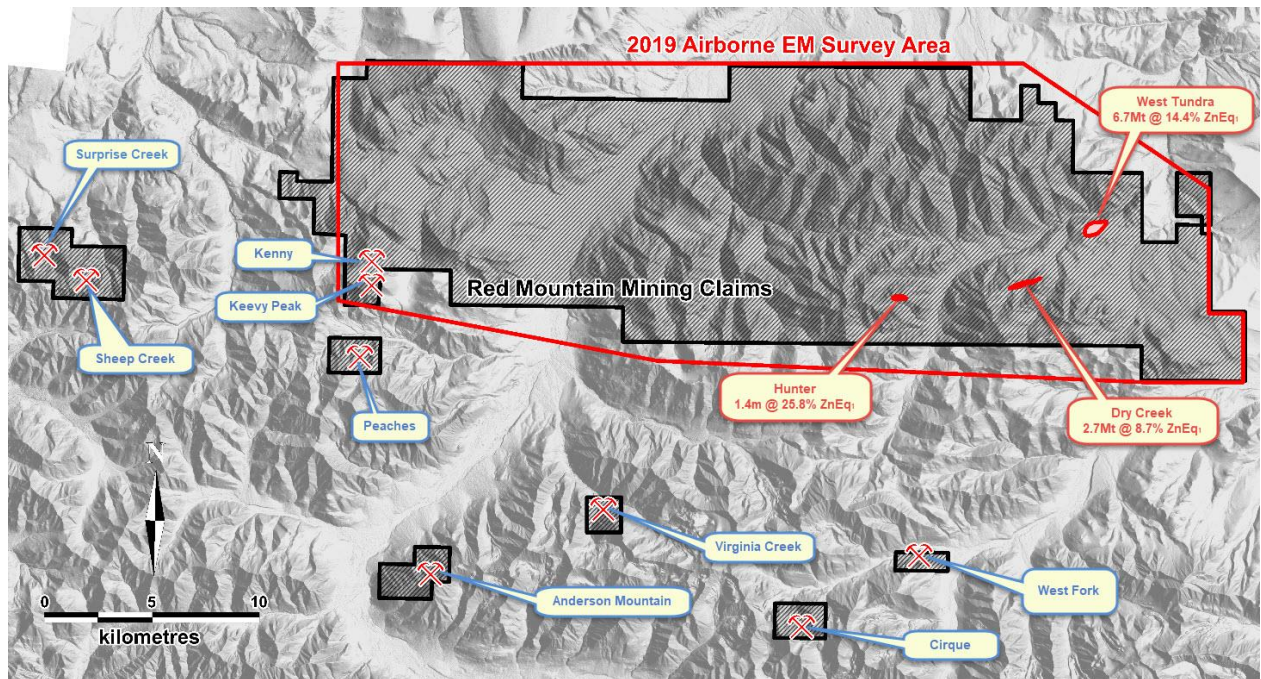 2019 Airborne EM Survey Area
West Tundra
6.7Mt @ 14.4% ZnEq₁
Surprise Creek
Kenny
Red Mountain Mining Claims
Keevy Peak
Sheep Creek
Hunter
1.4m @ 25.8% ZnEq₁
Dry Creek
2.7Mt @ 8.7% ZnEq₁
Peaches
N
Virginia Creek
West Fork
Anderson Mountain
0 5 10
kilometres
Cirque